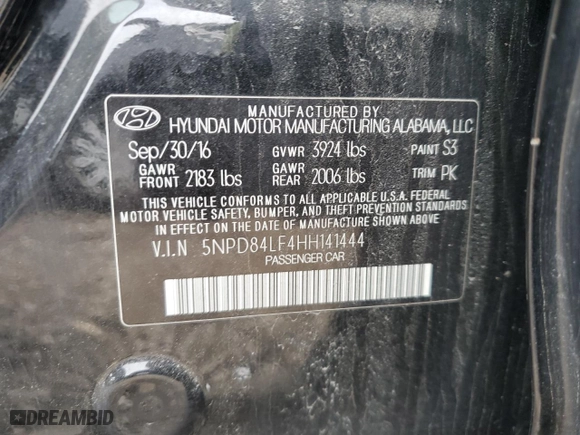 MANUFACTURED BY
HYUNDAI MOTOR MANUFACTURING ALABAMA, LLC
Sep/30/16 GVWR 3924 lbs PAINT S3
GAWR FRONT 2183 lbs GAWR REAR 2006 lbs TRIM PK
THIS VEHICLE CONFORMS TO ALL APPLICABLE U.S.A. FEDERAL
MOTOR VEHICLE SAFETY, BUMPER, AND THEFT PREVENTION STANDARDS
IN EFFECT ON THE DATE OF MANUFACTURE SHOWN ABOVE.
V.I.N 5NPD84LF4HH141444
PASSENGER CAR
DREAMBID